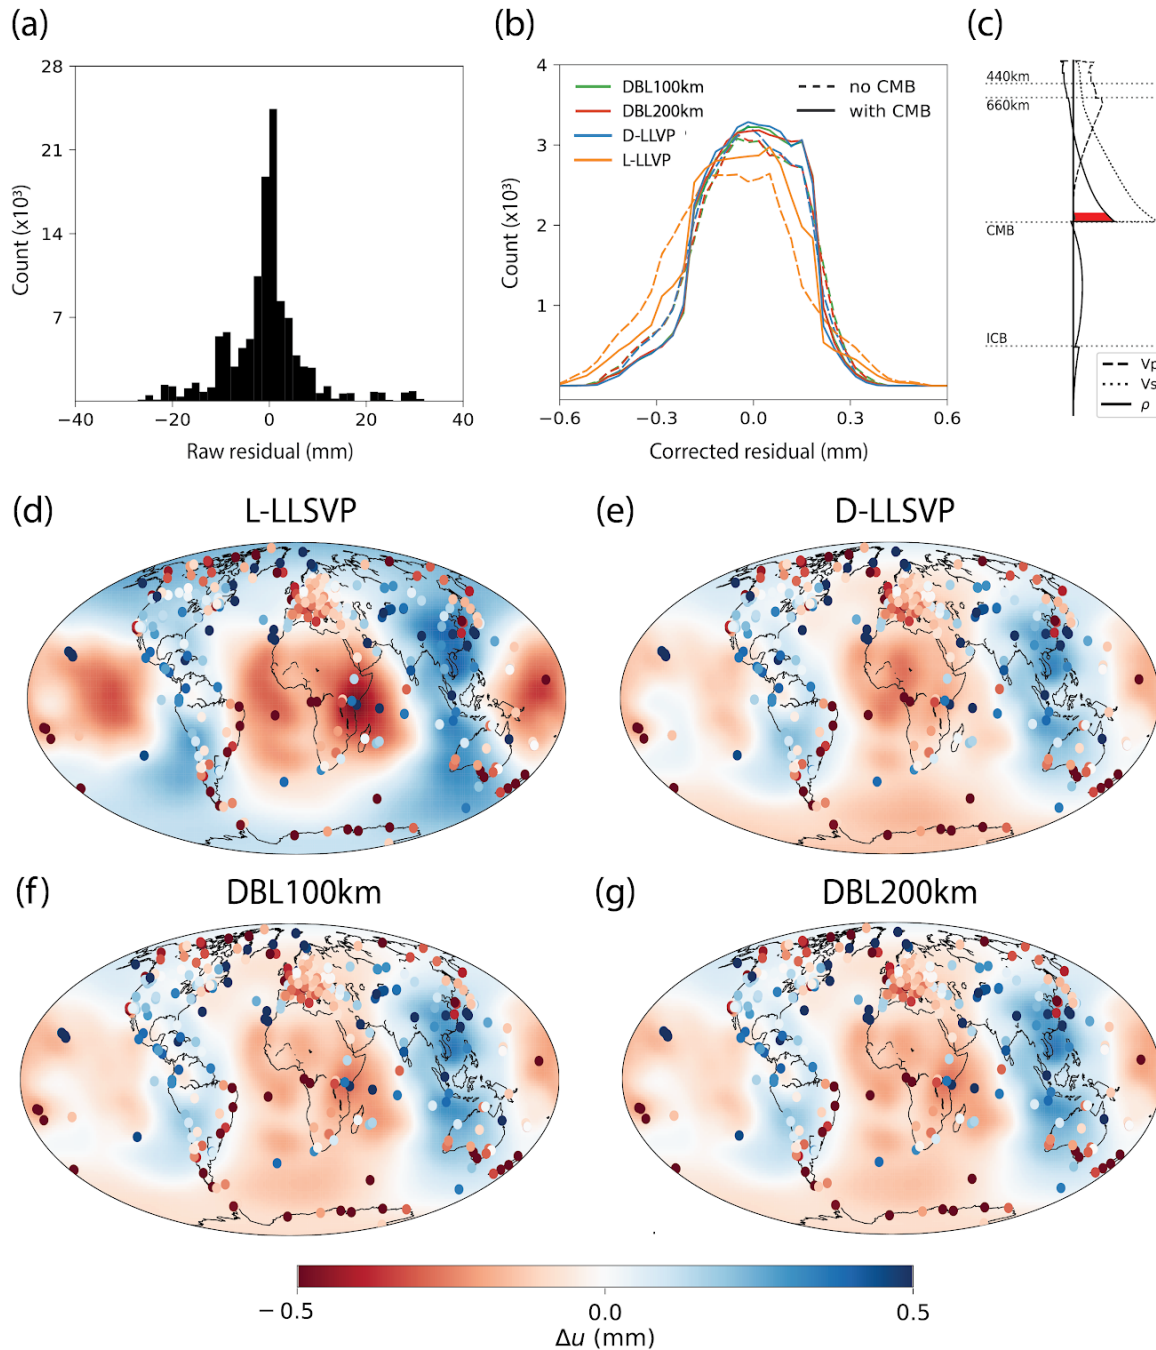 (a)
28
21
14
7
Count (x10³)
−40
−20
0
20
40
Raw residual (mm)
(b)
4
3
2
1
Count (x10³)
DBL100km
DBL200km
D-LLVP
L-LLVP
no CMB
with CMB
−0.6
−0.3
0.0
0.3
0.6
Corrected residual (mm)
(c)
440km
660km
CMB
ICB
Vp
Vs
ρ
(d)
L-LLSVP
(e)
D-LLSVP
(f)
DBL100km
(g)
DBL200km
−0.5
0.0
0.5
Δu (mm)